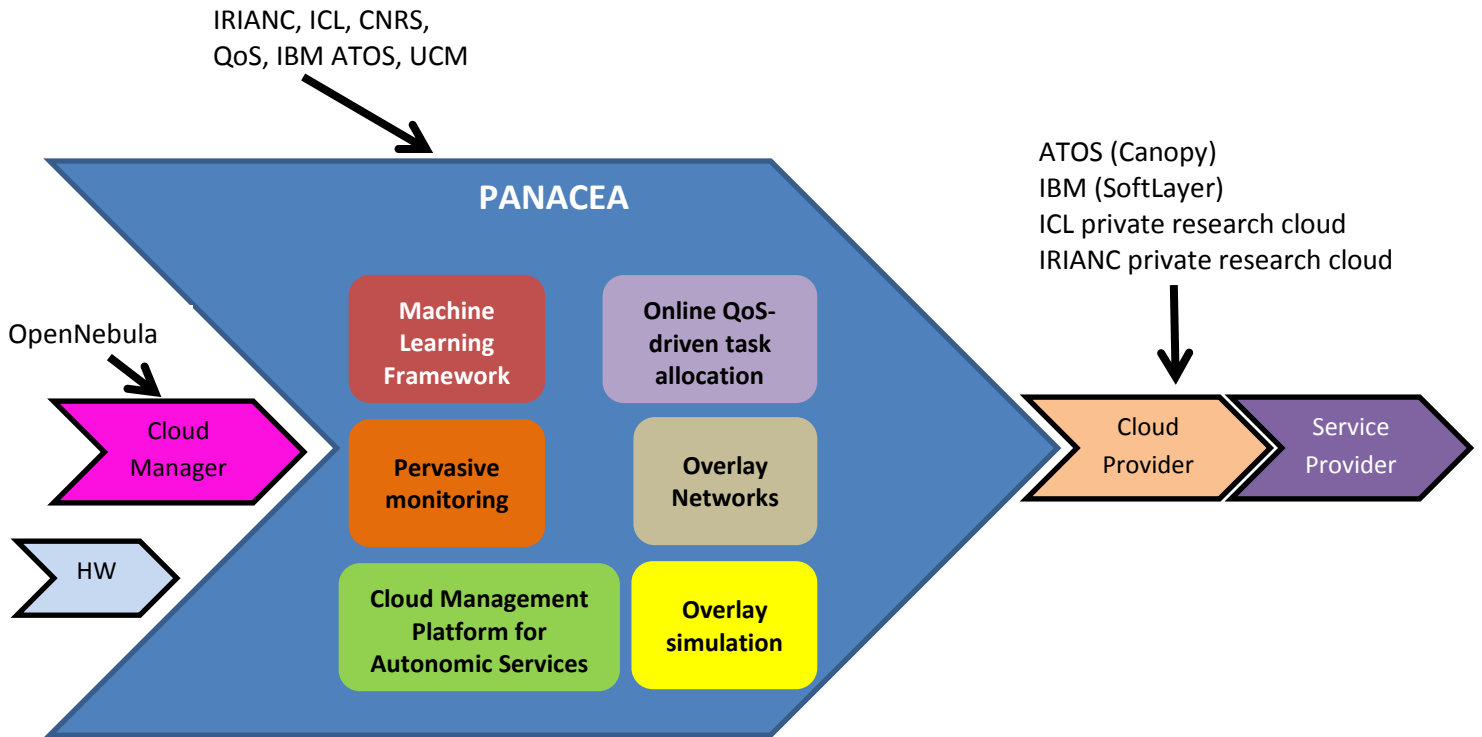 IRIANC, ICL, CNRS,
QoS, IBM ATOS, UCM
ATOS (Canopy)
IBM (SoftLayer)
ICL private research cloud
IRIANC private research cloud
PANACEA
OpenNebula
Machine
Learning
Framework
Online QoS-
driven task
allocation
Cloud
Manager
Pervasive
monitoring
Overlay
Networks
Cloud
Provider
Service
Provider
HW
Cloud Management
Platform for
Autonomic Services
Overlay
simulation